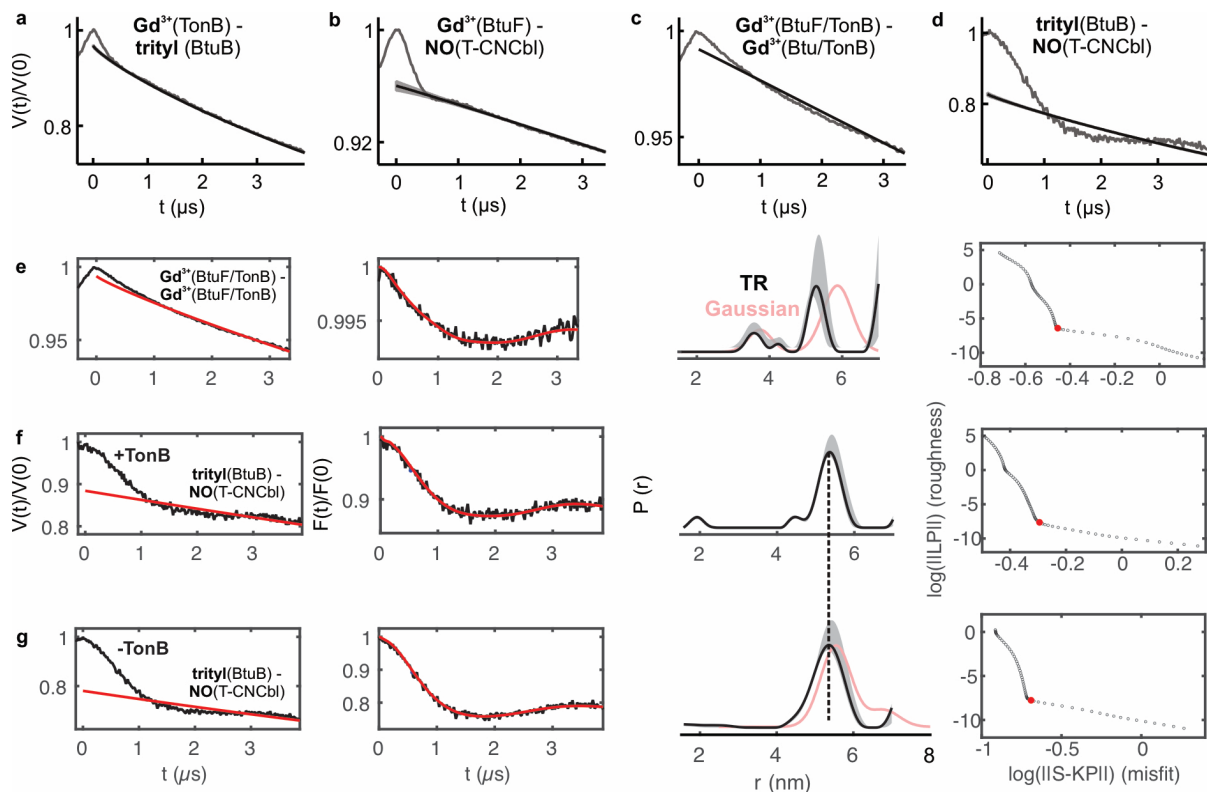 a
Gd³⁺(TonB) -
trityl (BtuB)
b
Gd³⁺(BtuF) -
NO(T-CNCbl)
c
Gd³⁺(BtuF/TonB) -
Gd³⁺(Btu/TonB)
d
trityl(BtuB) -
NO(T-CNCbl)
V(t)/V(0)
1
0.8
0 1 2 3
t (µs)
1
0.92
0 1 2 3
t (µs)
1
0.95
0 1 2 3
t (µs)
1
0.8
0 1 2 3
t (µs)
e
Gd³⁺(BtuF/TonB) -
Gd³⁺(BtuF/TonB)
1
0.95
0 1 2 3
1
0.995
0 1 2 3
TR
Gaussian
2 4 6
5
0
-5
-10
-0.8 -0.6 -0.4 -0.2 0
f
+TonB
trityl(BtuB) -
NO(T-CNCbl)
V(t)/V(0)
1
0.9
0.8
0 1 2 3
F(t)/F(0)
1
0.9
0 1 2 3
P (r)
2 4 6
log(IILPII) (roughness)
5
0
-5
-10
-0.4 -0.2 0 0.2
g
-TonB
trityl(BtuB) -
NO(T-CNCbl)
1
0.8
0 1 2 3
t (µs)
1
0.9
0.8
0.7
0 1 2 3
t (µs)
2 4 6 8
r (nm)
0
-5
-10
-1 -0.5 0
log(IIS-KPII) (misfit)